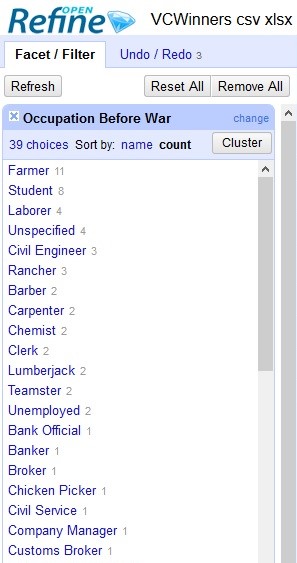 OPEN
Refine VCWinners csv xlsx
Facet / Filter Undo / Redo 3
Refresh Reset All Remove All
Occupation Before War change
39 choices Sort by: name count Cluster
Farmer 11
Student 8
Laborer 4
Unspecified 4
Civil Engineer 3
Rancher 3
Barber 2
Carpenter 2
Chemist 2
Clerk 2
Lumberjack 2
Teamster 2
Unemployed 2
Bank Official 1
Banker 1
Broker 1
Chicken Picker 1
Civil Service 1
Company Manager 1
Customs Broker 1